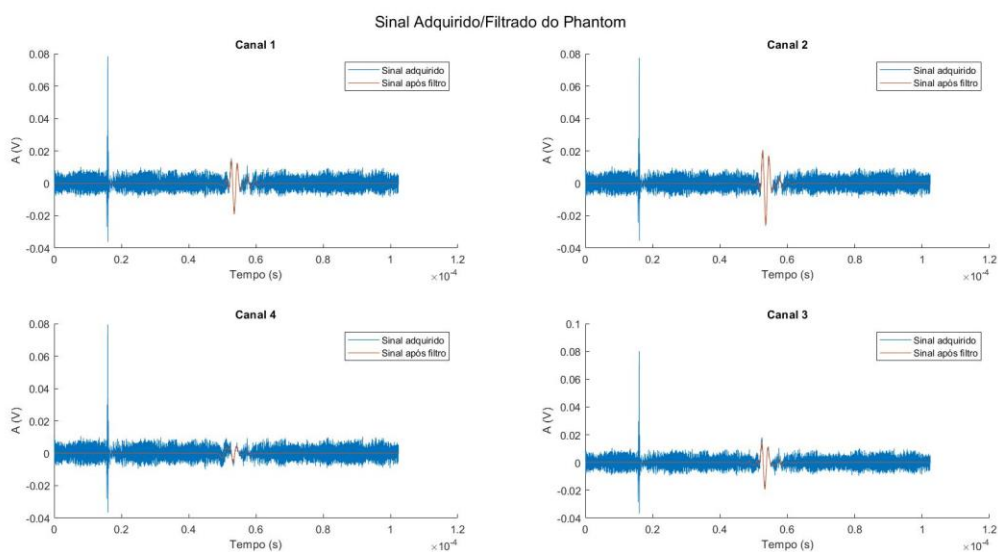 Sinal Adquirido/Filtrado do Phantom
Canal 1
Sinal adquirido
Sinal após filtro
0.08
0.06
0.04
0.02
0
-0.02
-0.04
A (V)
0
0.2
0.4
0.6
0.8
1
1.2
Tempo (s)
×10⁻⁴
Canal 2
Sinal adquirido
Sinal após filtro
0.08
0.06
0.04
0.02
0
-0.02
-0.04
A (V)
0
0.2
0.4
0.6
0.8
1
1.2
Tempo (s)
×10⁻⁴
Canal 4
Sinal adquirido
Sinal após filtro
0.08
0.06
0.04
0.02
0
-0.02
-0.04
A (V)
0
0.2
0.4
0.6
0.8
1
1.2
Tempo (s)
×10⁻⁴
Canal 3
Sinal adquirido
Sinal após filtro
0.1
0.08
0.06
0.04
0.02
0
-0.02
-0.04
A (V)
0
0.2
0.4
0.6
0.8
1
1.2
Tempo (s)
×10⁻⁴